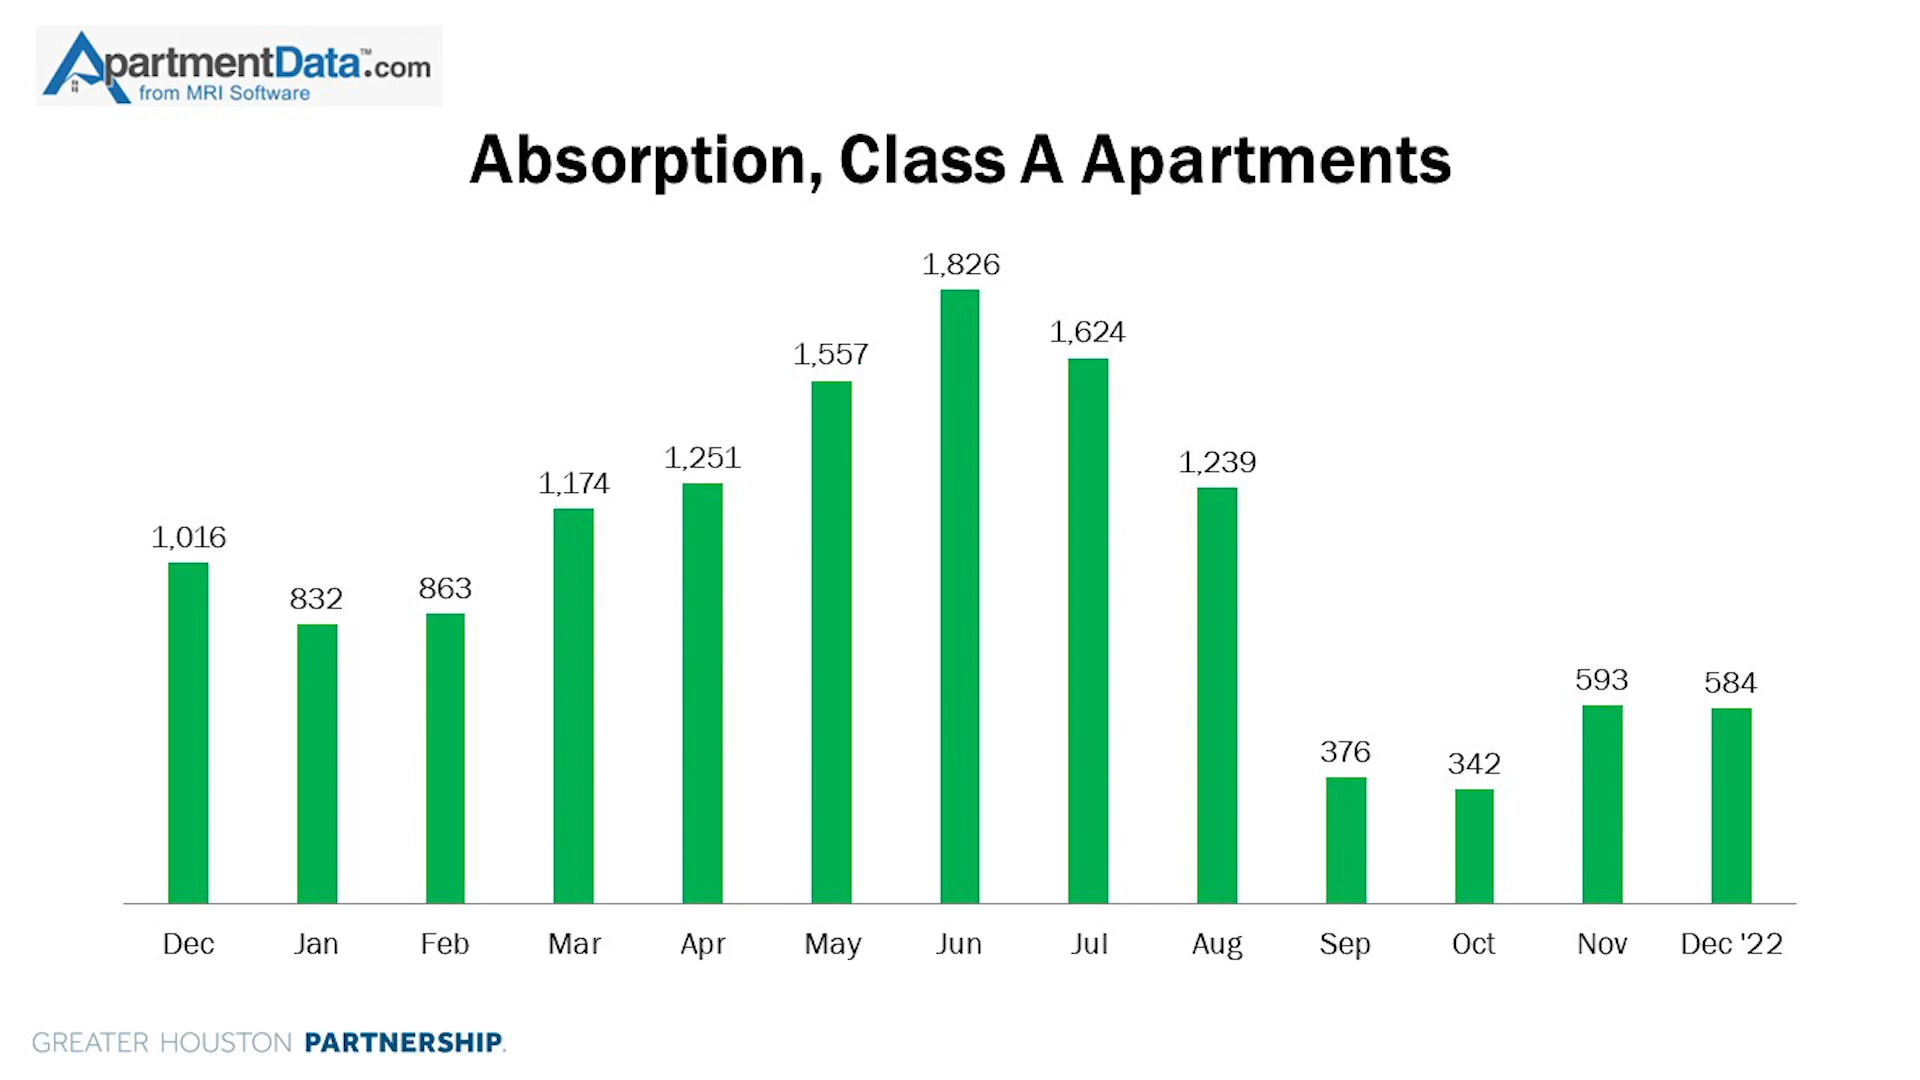 ApartmentData™.com
from MRI Software
Absorption, Class A Apartments
1,826
1,624
1,557
1,251
1,239
1,174
1,016
863
832
593
584
376
342
Dec Jan Feb Mar Apr May Jun Jul Aug Sep Oct Nov Dec '22
GREATER HOUSTON PARTNERSHIP.